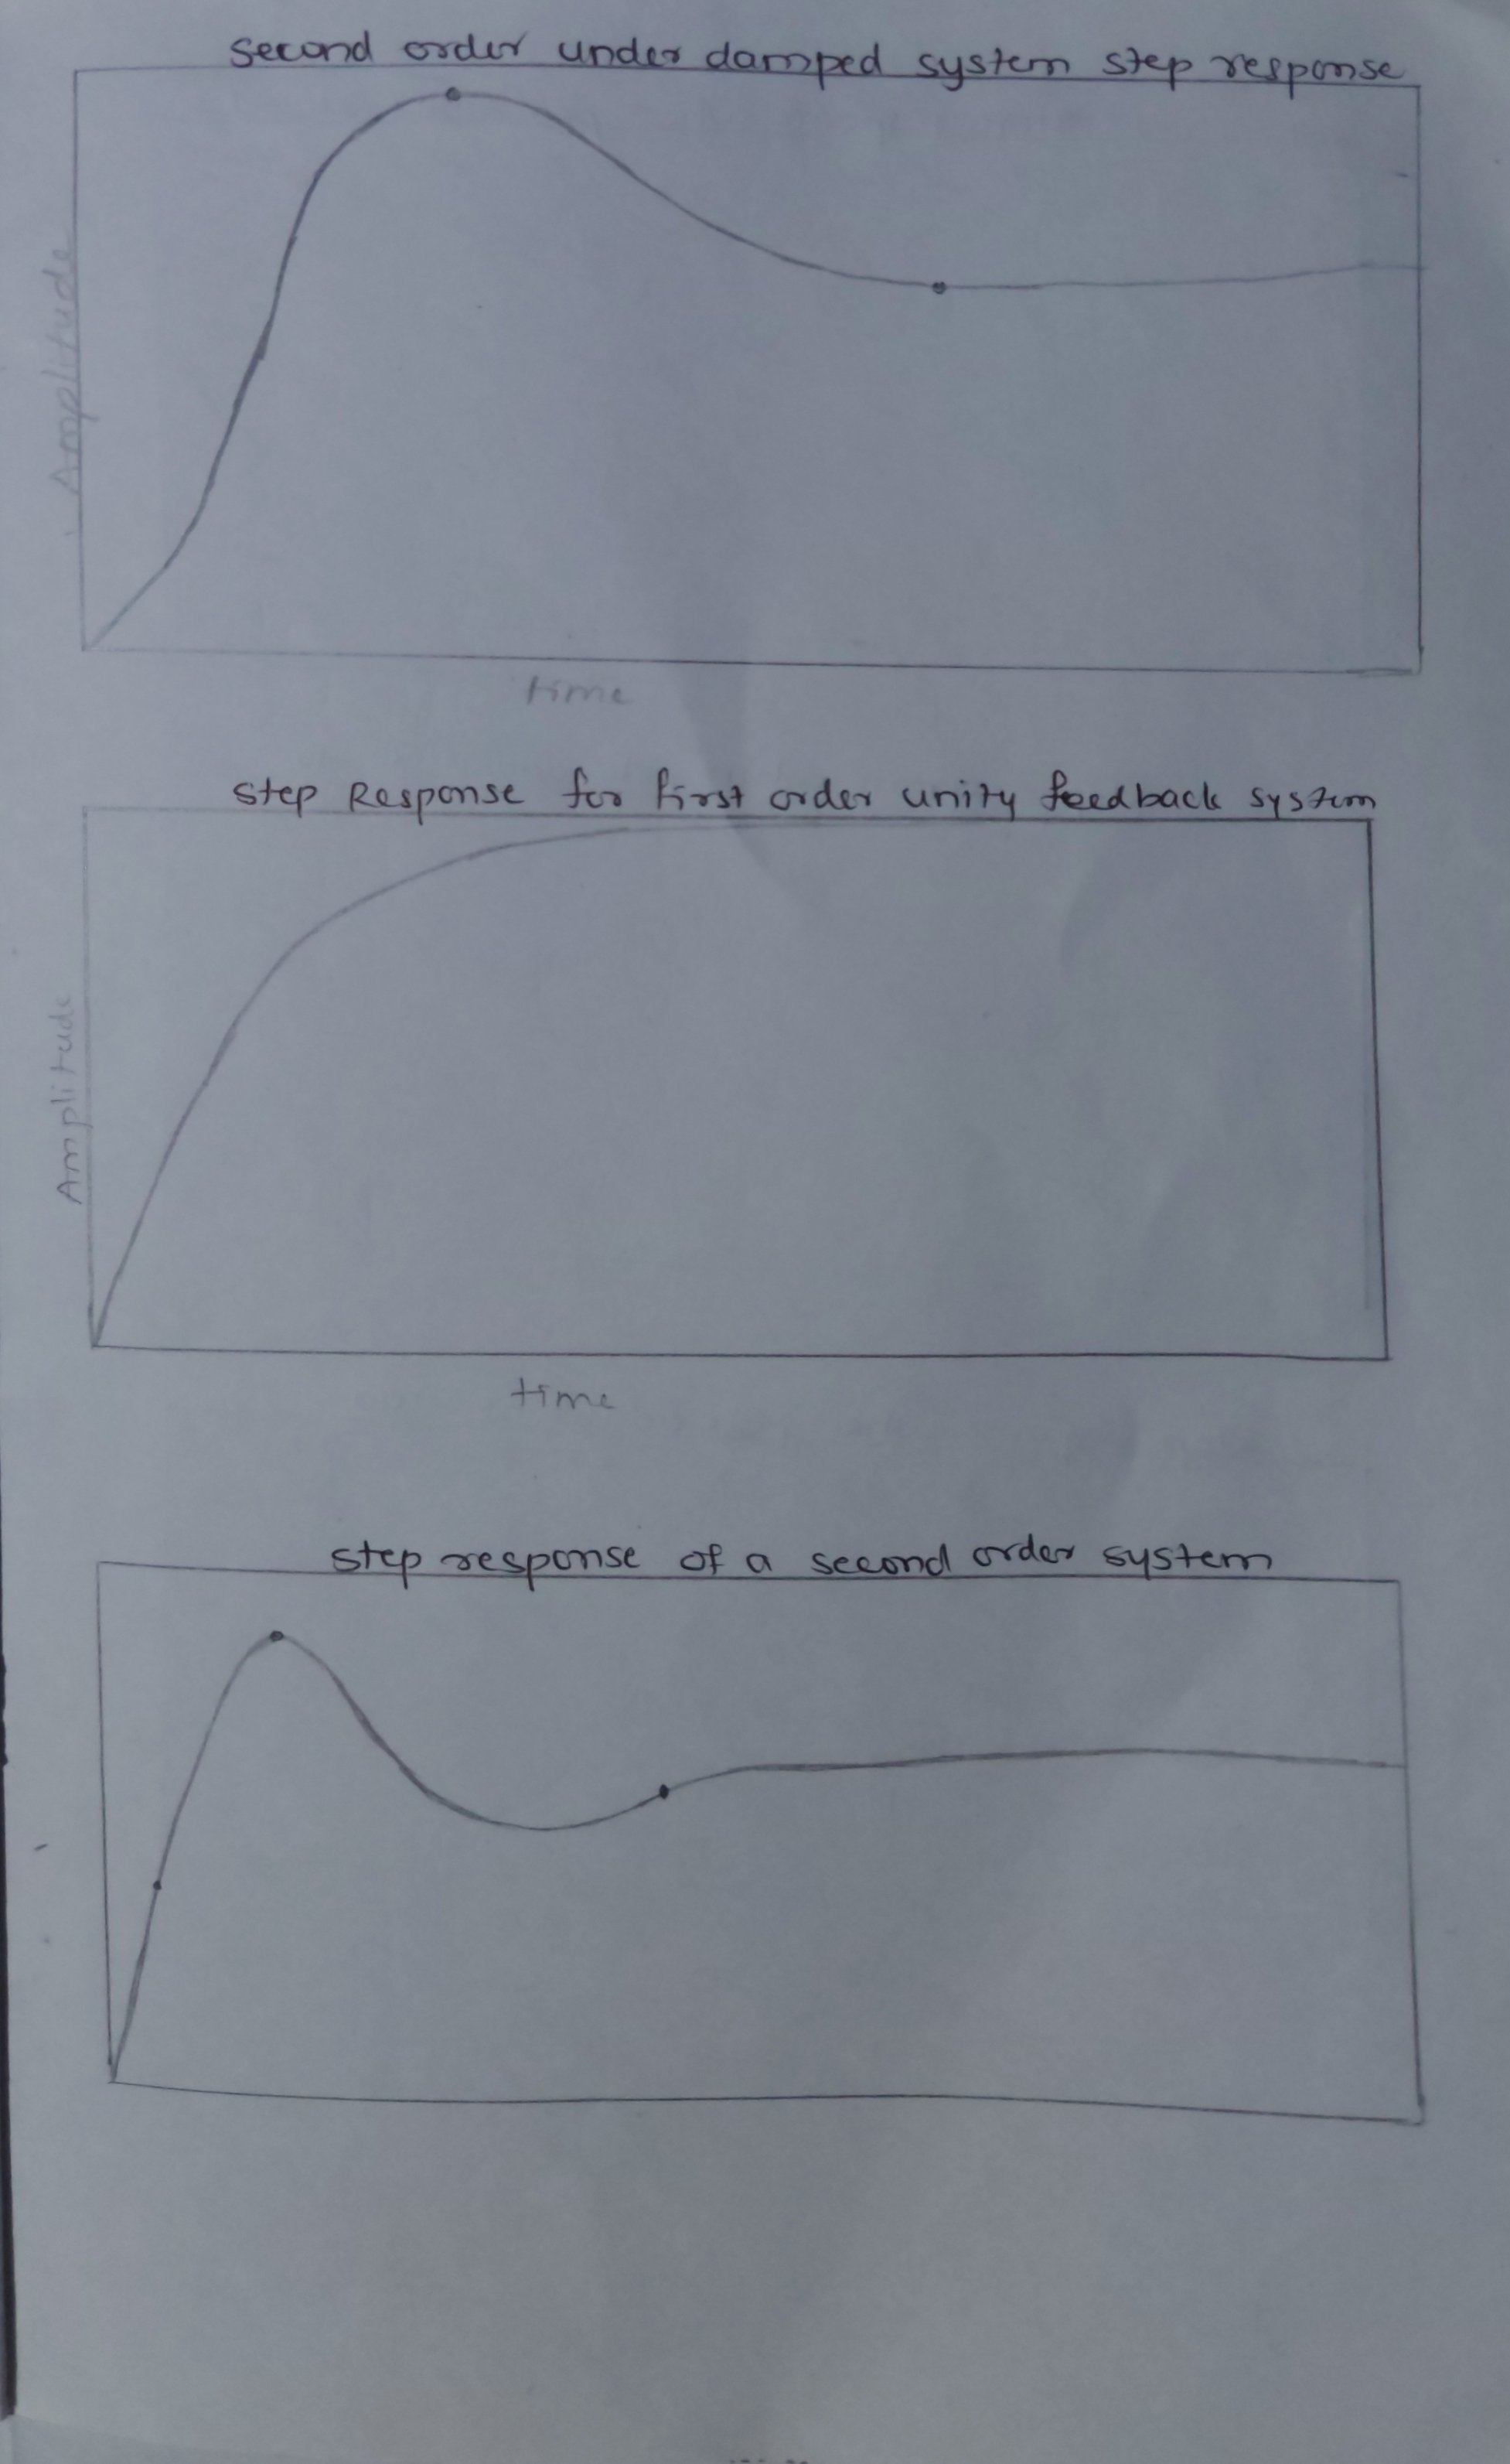 second order under damped system step response
Amplitude
time
step Response for first order unity feedback system
Amplitude
time
step response of a second order system